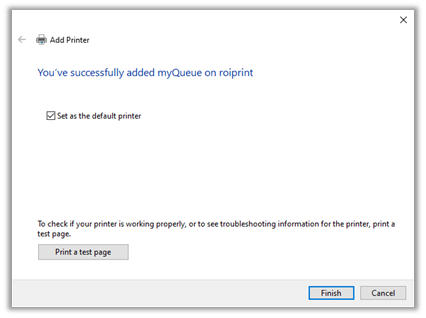 Add Printer
You've successfully added myQueue on roiprint
Set as the default printer
To check if your printer is working properly, or to see troubleshooting information for the printer, print a
test page.
Print a test page
Finish
Cancel